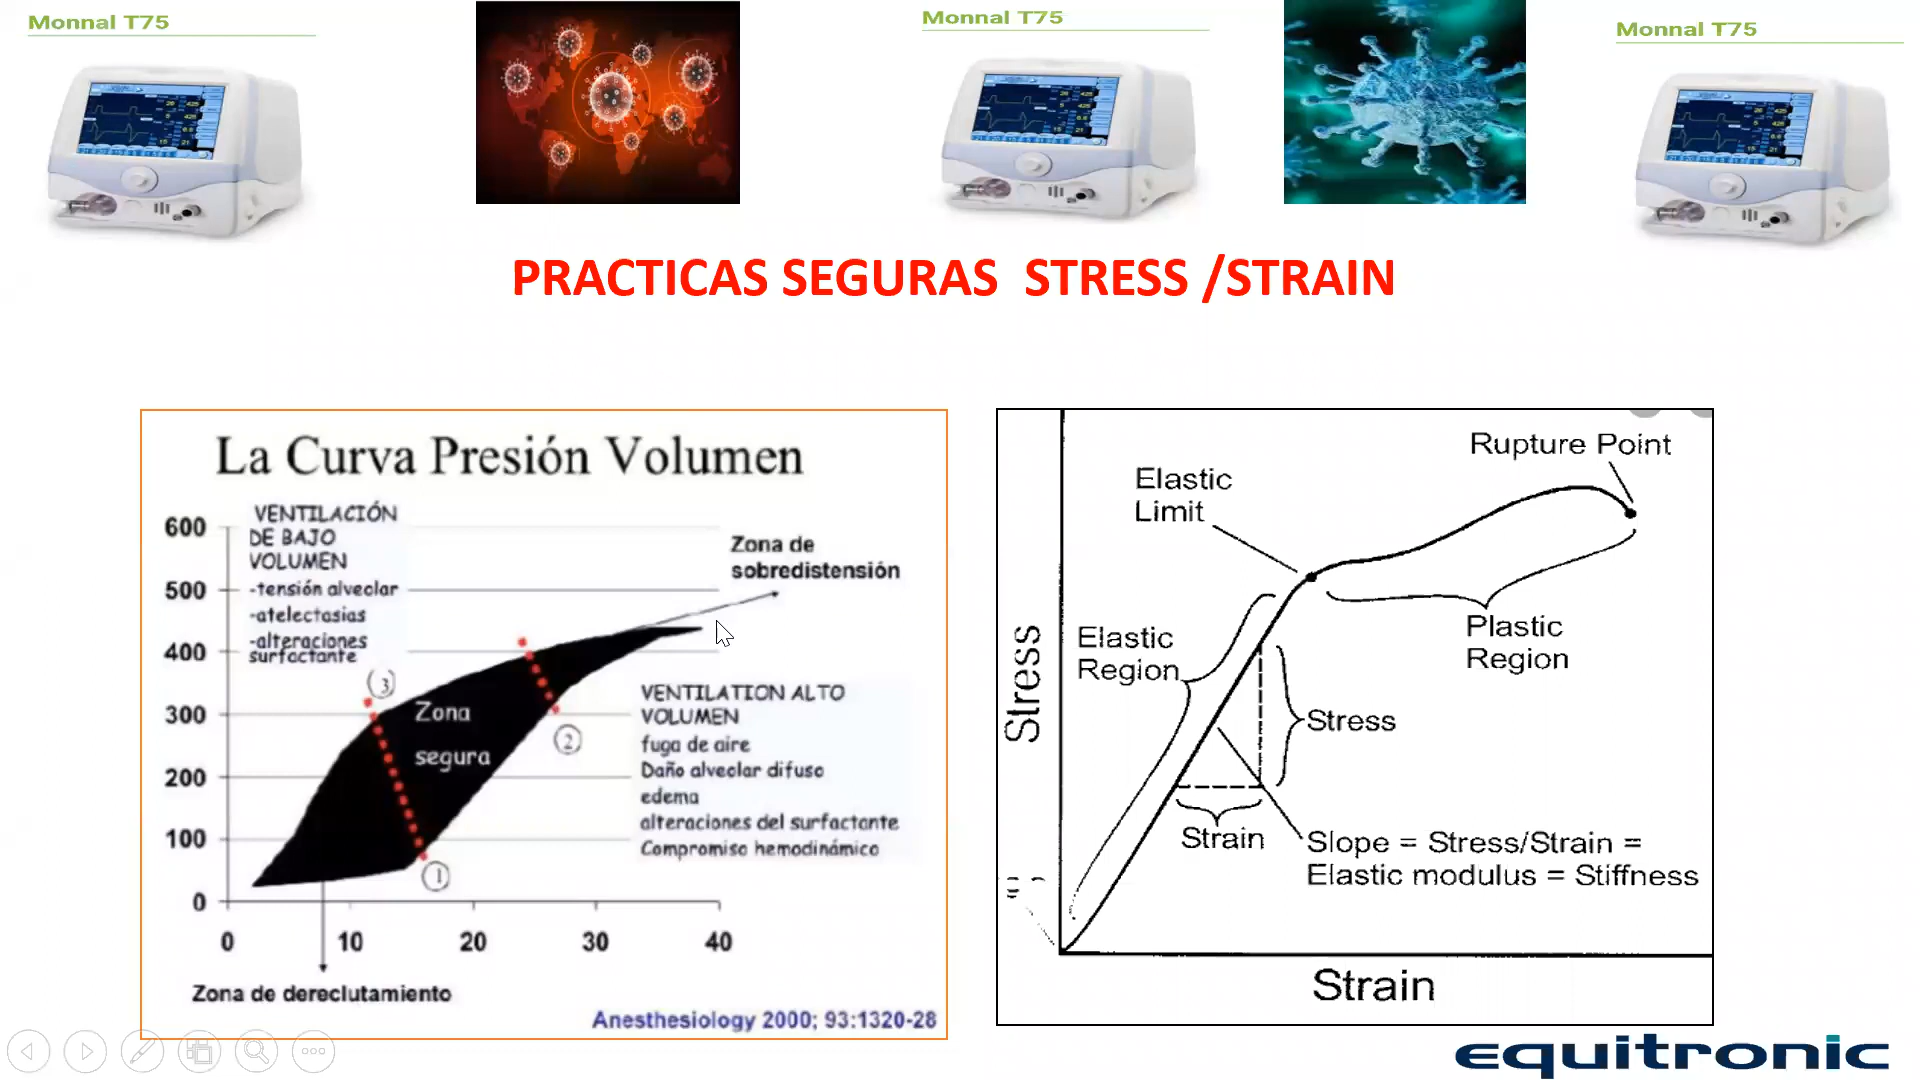 Monnal T75
Monnal T75
Monnal T75
PRACTICAS SEGURAS STRESS /STRAIN
La Curva Presión Volumen
VENTILACIÓN
DE BAJO
VOLUMEN
-tensión alveolar
-atelectasias
-alteraciones
surfactante
600
500
400
300
200
100
0
0 10 20 30 40
Zona de
sobredistensión
3
Zona
segura
2
1
VENTILATION ALTO
VOLUMEN
fuga de aire
Daño alveolar difuso
edema
alteraciones del surfactante
Compromiso hemodinámico
Zona de dereclutamiento
Anesthesiology 2000; 93:1320-28
Rupture Point
Elastic
Limit
Elastic
Region
Plastic
Region
Stress
Stress
Strain
Slope = Stress/Strain =
Elastic modulus = Stiffness
Strain
equitronic